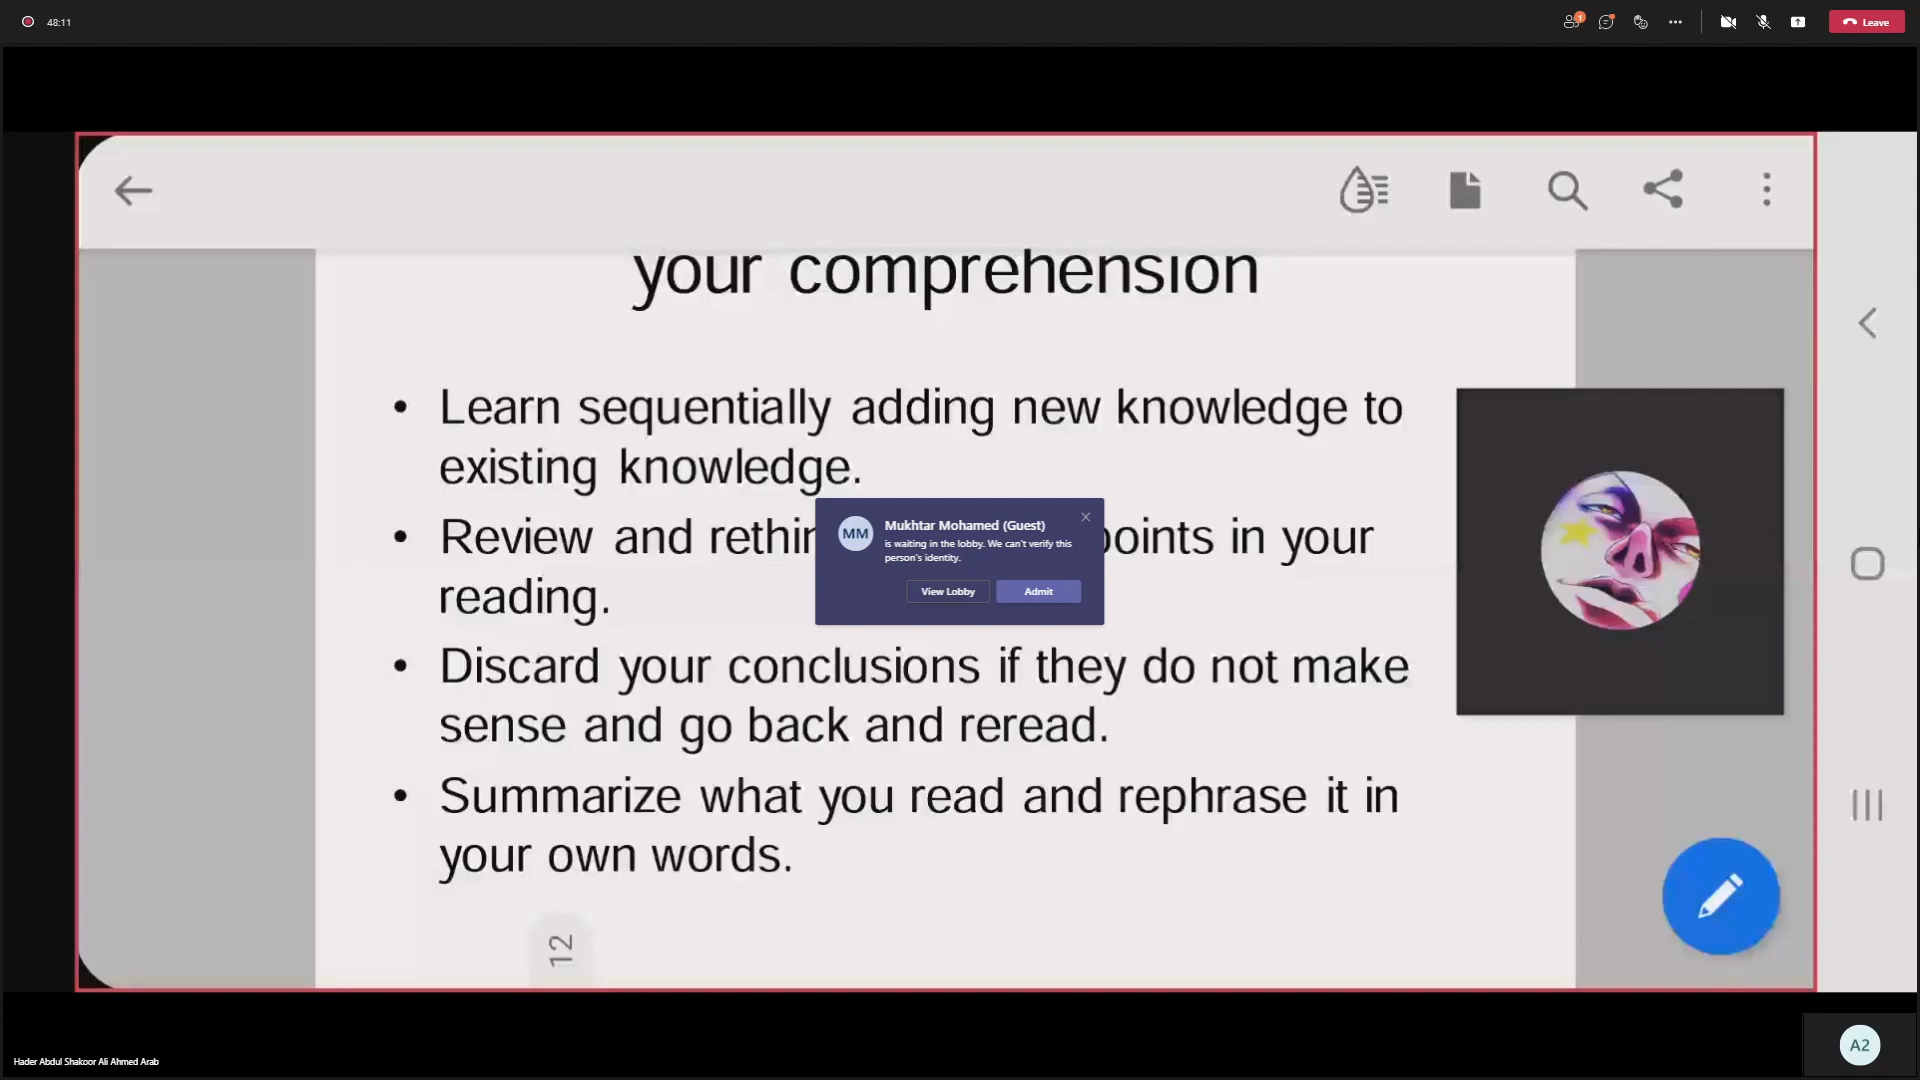 48:11
1
Leave
your comprehension
• Learn sequentially adding new knowledge to
existing knowledge.
• Review and rethin points in your
reading.
MM
Mukhtar Mohamed (Guest)
is waiting in the lobby. We can't verify this
person's identity.
View Lobby
Admit
• Discard your conclusions if they do not make
sense and go back and reread.
• Summarize what you read and rephrase it in
your own words.
12
Hader Abdul Shakoor Ali Ahmed Arab
A2